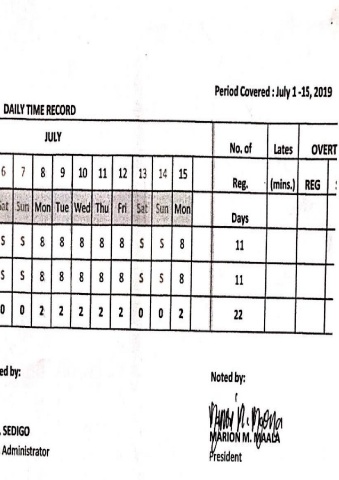 Period Covered : July 1 -15, 2019
DAILY TIME RECORD
JULY No. of Lates OVERT
6 7 8 9 10 11 12 13 14 15 Reg. (mins.) REG
Sat Sun Mon Tue Wed Thu Fri Sat Sun Mon Days
S S 8 8 8 8 8 S S 8 11
S S 8 8 8 8 8 S S 8 11
0 0 2 2 2 2 2 0 0 2 22
ed by: Noted by:
. SEDIGO MARION M. MAALA
Administrator President